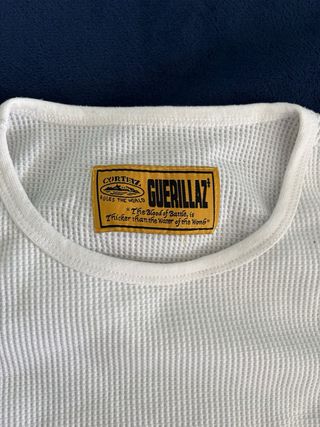 CORTEIZ
RULES THE WORLD
GUERILLAZ
"The Blood of Battle, is
Thicker than the Water of the Womb"